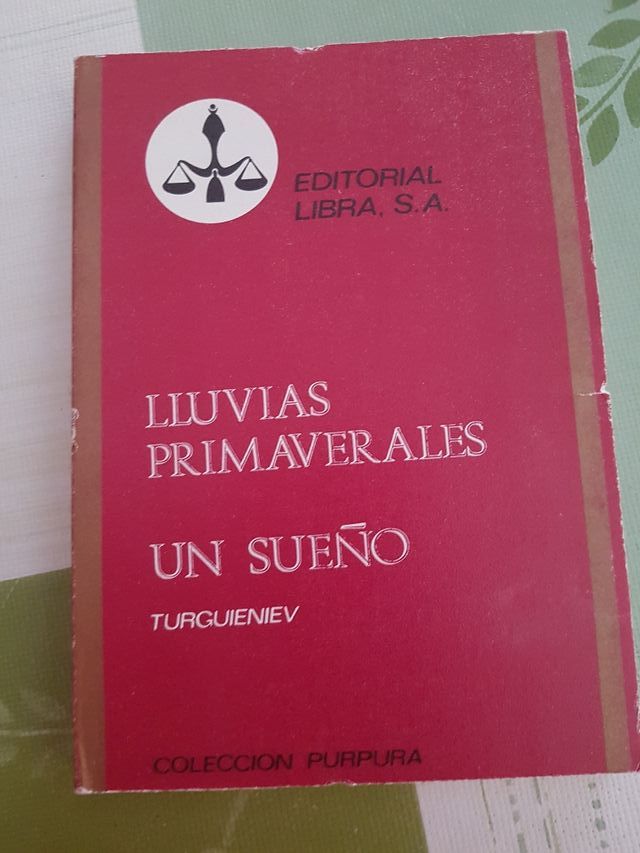 EDITORIAL
LIBRA, S.A.
LLUVIAS
PRIMAVERALES
UN SUEÑO
TURGUIENIEV
COLECCION PURPURA